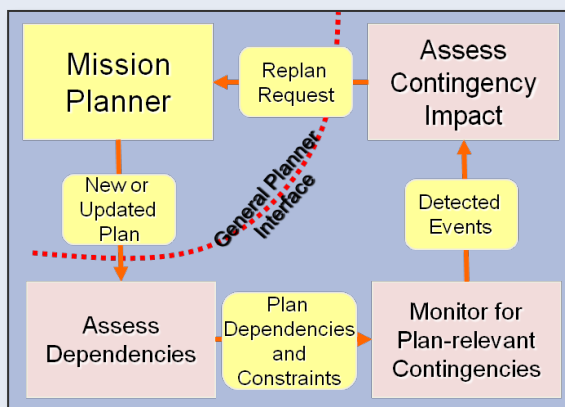 Mission
Planner
Replan
Request
Assess
Contingency
Impact
New or
Updated
Plan
General Planner
Interface
Detected
Events
Assess
Dependencies
Plan
Dependencies
and
Constraints
Monitor for
Plan-relevant
Contingencies